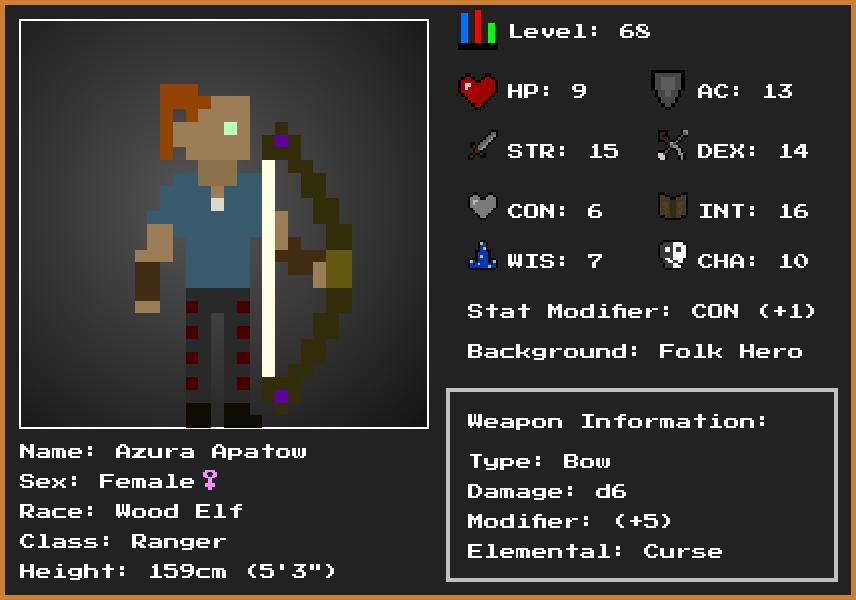 Level: 68
HP: 9 AC: 13
STR: 15 DEX: 14
CON: 6 INT: 16
WIS: 7 CHA: 10
Stat Modifier: CON (+1)
Background: Folk Hero
Weapon Information:
Type: Bow
Damage: d6
Modifier: (+5)
Elemental: Curse
Name: Azura Apatow
Sex: Female♀
Race: Wood Elf
Class: Ranger
Height: 159cm (5'3")